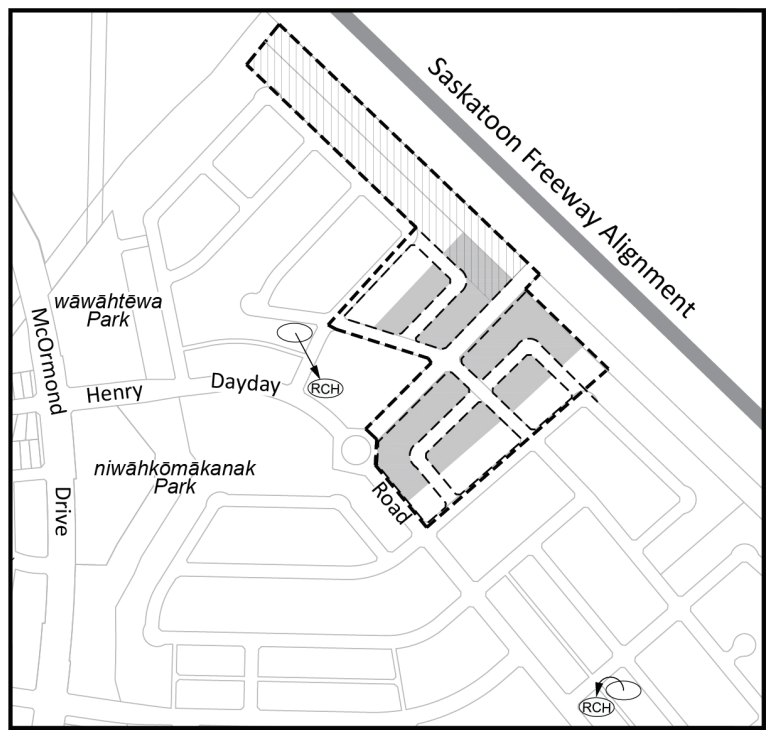 Saskatoon Freeway Alignment
wāwāhtēwa
Park
McOrmond
Drive
Henry Dayday
Road
RCH
niwāhkōmākanak
Park
RCH